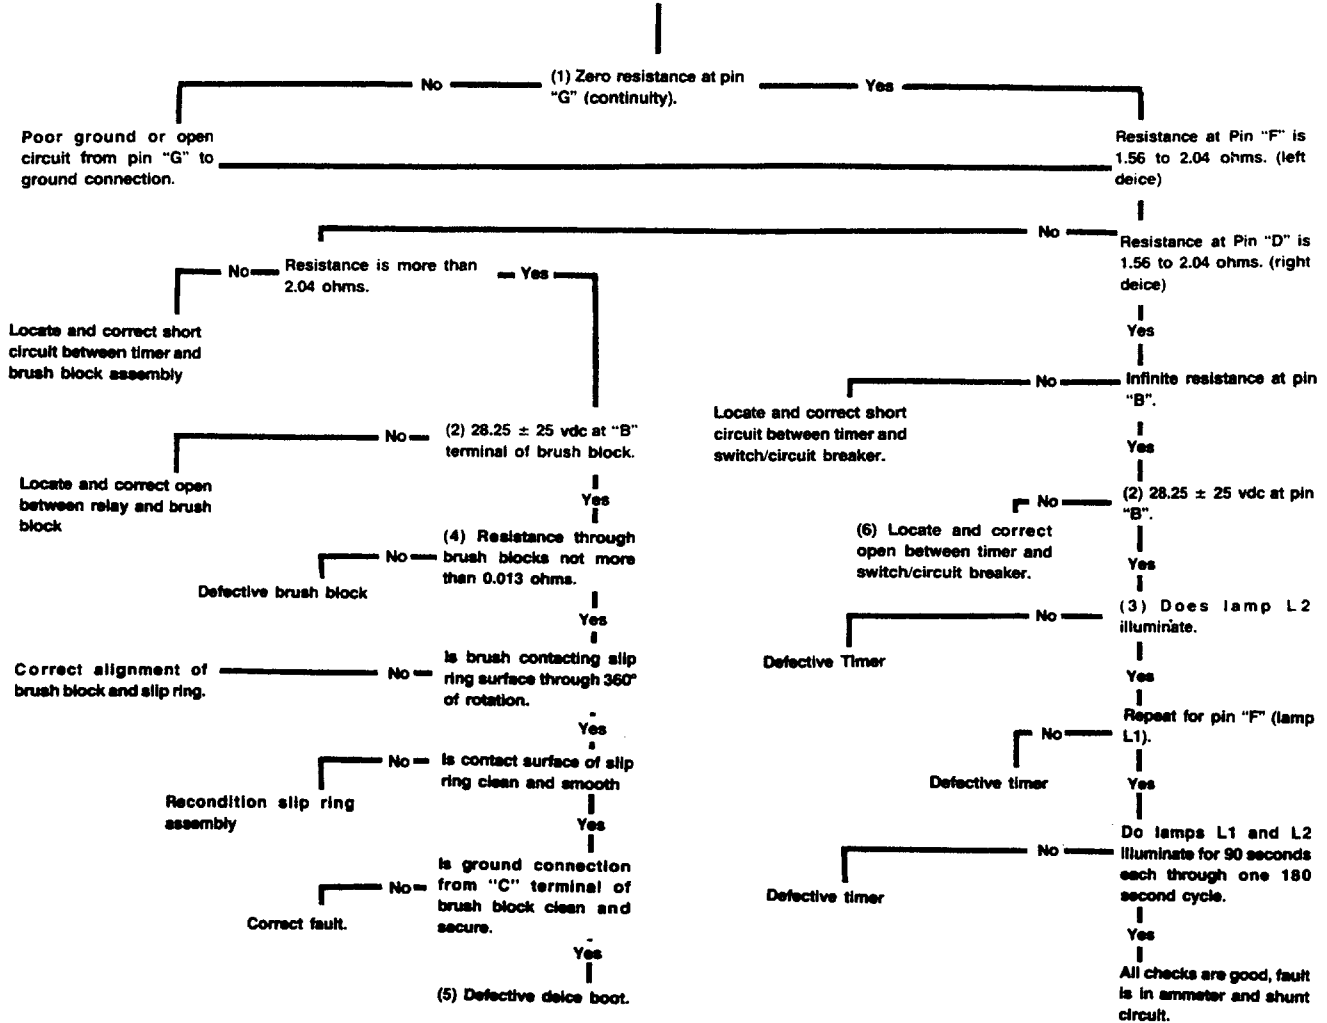 (1) Zero resistance at pin
"G" (continuity).
No
Yes
Poor ground or open
circuit from pin "G" to
ground connection.
Resistance at Pin "F" is
1.56 to 2.04 ohms. (left
deice)
No
Resistance at Pin "D" is
1.56 to 2.04 ohms. (right
deice)
No
Resistance is more than
2.04 ohms.
Yes
Locate and correct short
circuit between timer and
brush block assembly
Yes
No
Infinite resistance at pin
"B".
Locate and correct short
circuit between timer and
switch/circuit breaker.
No
(2) 28.25 ± 25 vdc at "B"
terminal of brush block.
Yes
Locate and correct open
between relay and brush
block
Yes
No
(2) 28.25 ± 25 vdc at pin
"B".
(6) Locate and correct
open between timer and
switch/circuit breaker.
No
(4) Resistance through
brush blocks not more
than 0.013 ohms.
Defective brush block
Yes
Yes
No
(3) Does lamp L2
illuminate.
Defective Timer
Correct alignment of
brush block and slip ring.
No
Is brush contacting slip
ring surface through 360°
of rotation.
Yes
Yes
No
Repeat for pin "F" (lamp
L1).
Defective timer
No
Is contact surface of slip
ring clean and smooth
Recondition slip ring
assembly
Yes
Yes
No
Do lamps L1 and L2
illuminate for 90 seconds
each through one 180
second cycle.
Defective timer
No
Is ground connection
from "C" terminal of
brush block clean and
secure.
Correct fault.
Yes
Yes
(5) Defective deice boot.
All checks are good, fault
is in ammeter and shunt
circuit.